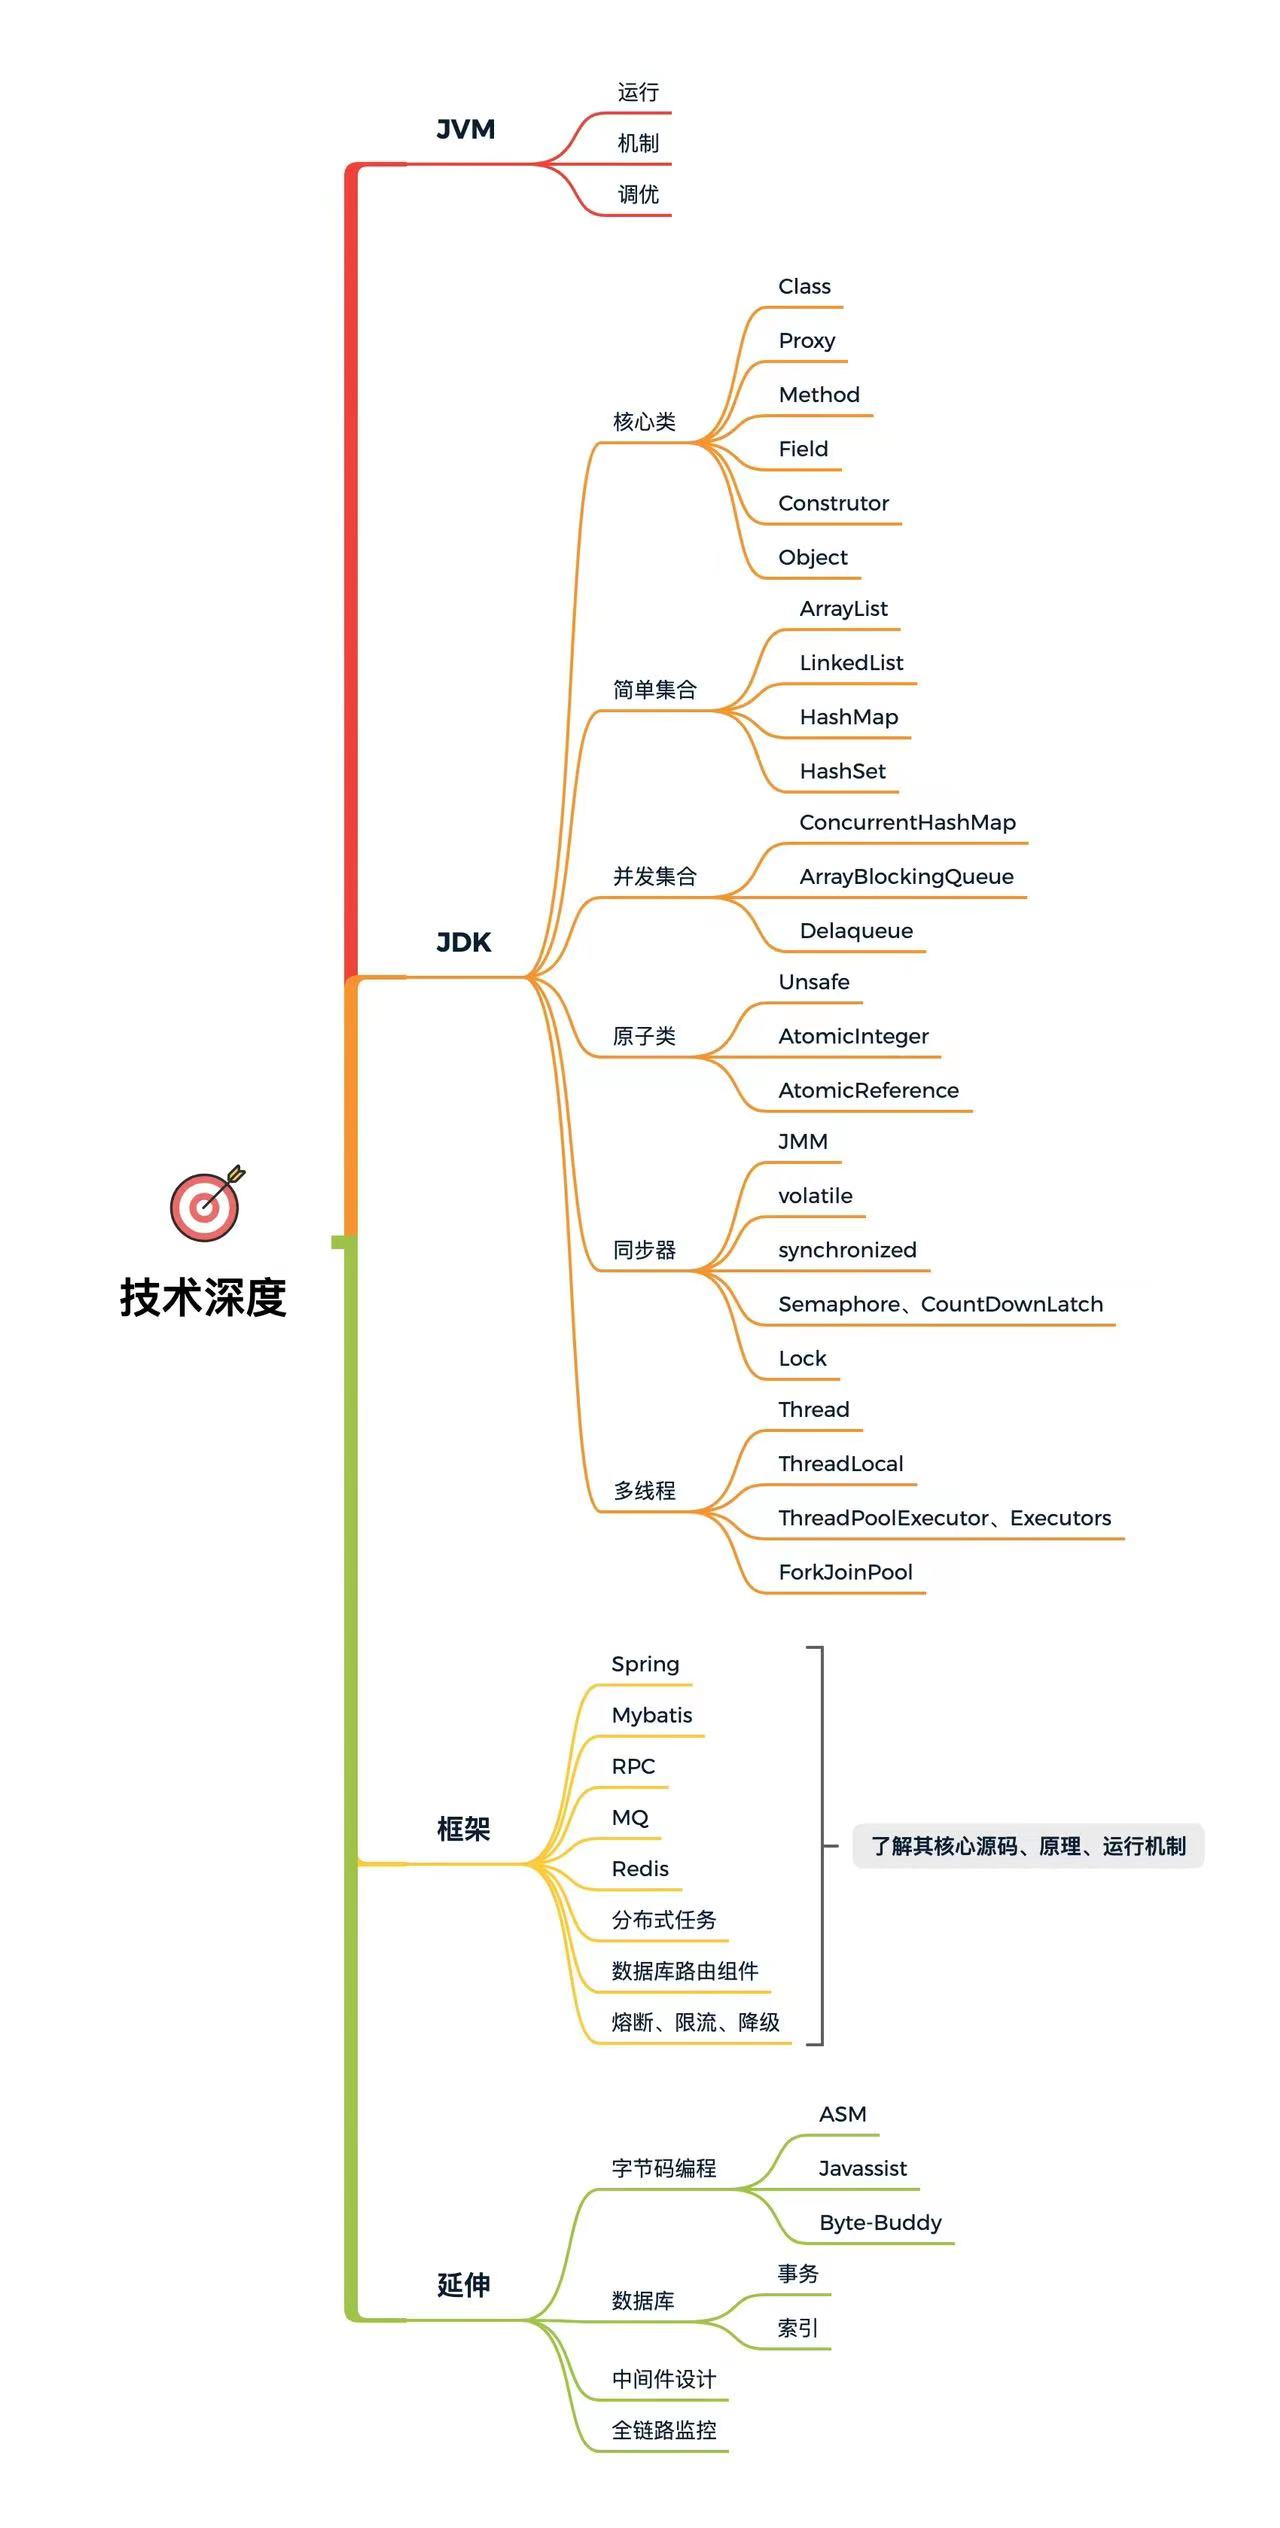 技术深度
JVM
运行
机制
调优
JDK
核心类
Class
Proxy
Method
Field
Construtor
Object
简单集合
ArrayList
LinkedList
HashMap
HashSet
并发集合
ConcurrentHashMap
ArrayBlockingQueue
Delaqueue
原子类
Unsafe
AtomicInteger
AtomicReference
同步器
JMM
volatile
synchronized
Semaphore、CountDownLatch
Lock
多线程
Thread
ThreadLocal
ThreadPoolExecutor、Executors
ForkJoinPool
框架
Spring
Mybatis
RPC
MQ
Redis
分布式任务
数据库路由组件
熔断、限流、降级
了解其核心源码、原理、运行机制
延伸
字节码编程
ASM
Javassist
Byte-Buddy
数据库
事务
索引
中间件设计
全链路监控